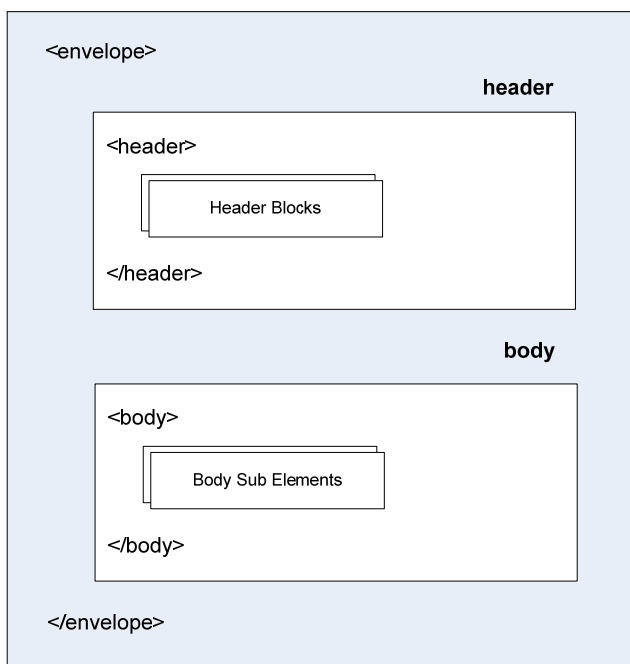 <envelope>
header
<header>
Header Blocks
</header>
body
<body>
Body Sub Elements
</body>
</envelope>